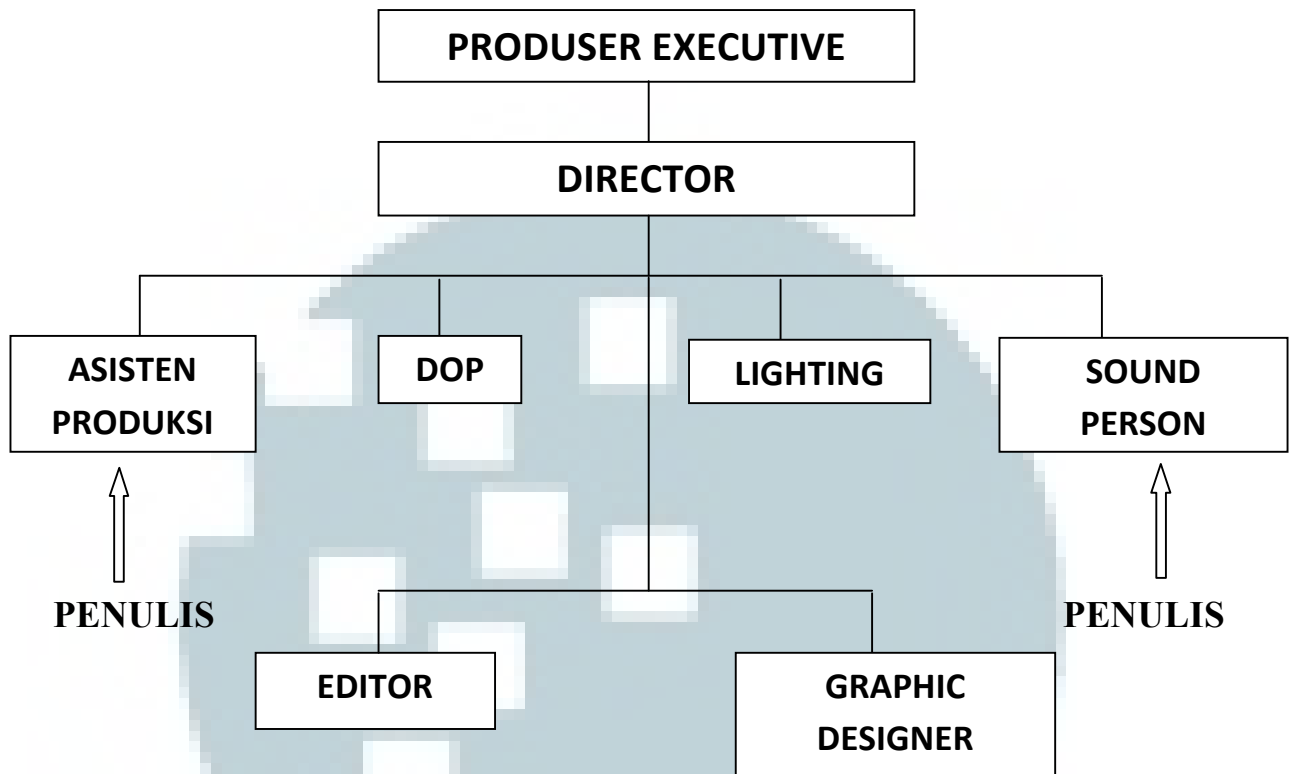 PRODUSER EXECUTIVE
DIRECTOR
ASISTEN
PRODUKSI
DOP
LIGHTING
SOUND
PERSON
PENULIS
PENULIS
EDITOR
GRAPHIC
DESIGNER